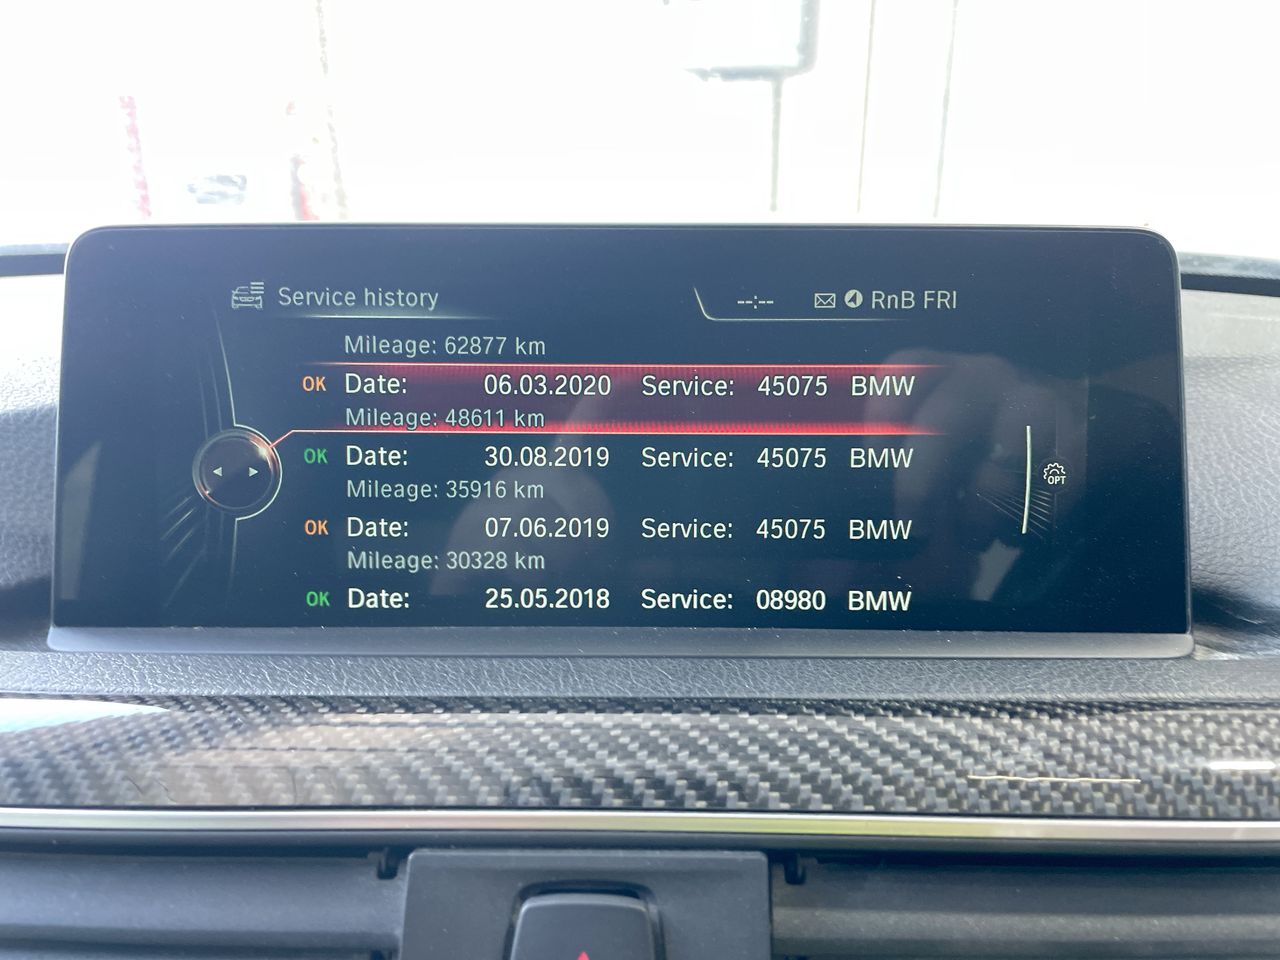 Service history
--:-- RnB FRI
Mileage: 62877 km
OK Date: 06.03.2020 Service: 45075 BMW
Mileage: 48611 km
OK Date: 30.08.2019 Service: 45075 BMW
Mileage: 35916 km
OK Date: 07.06.2019 Service: 45075 BMW
Mileage: 30328 km
OK Date: 25.05.2018 Service: 08980 BMW
OPT